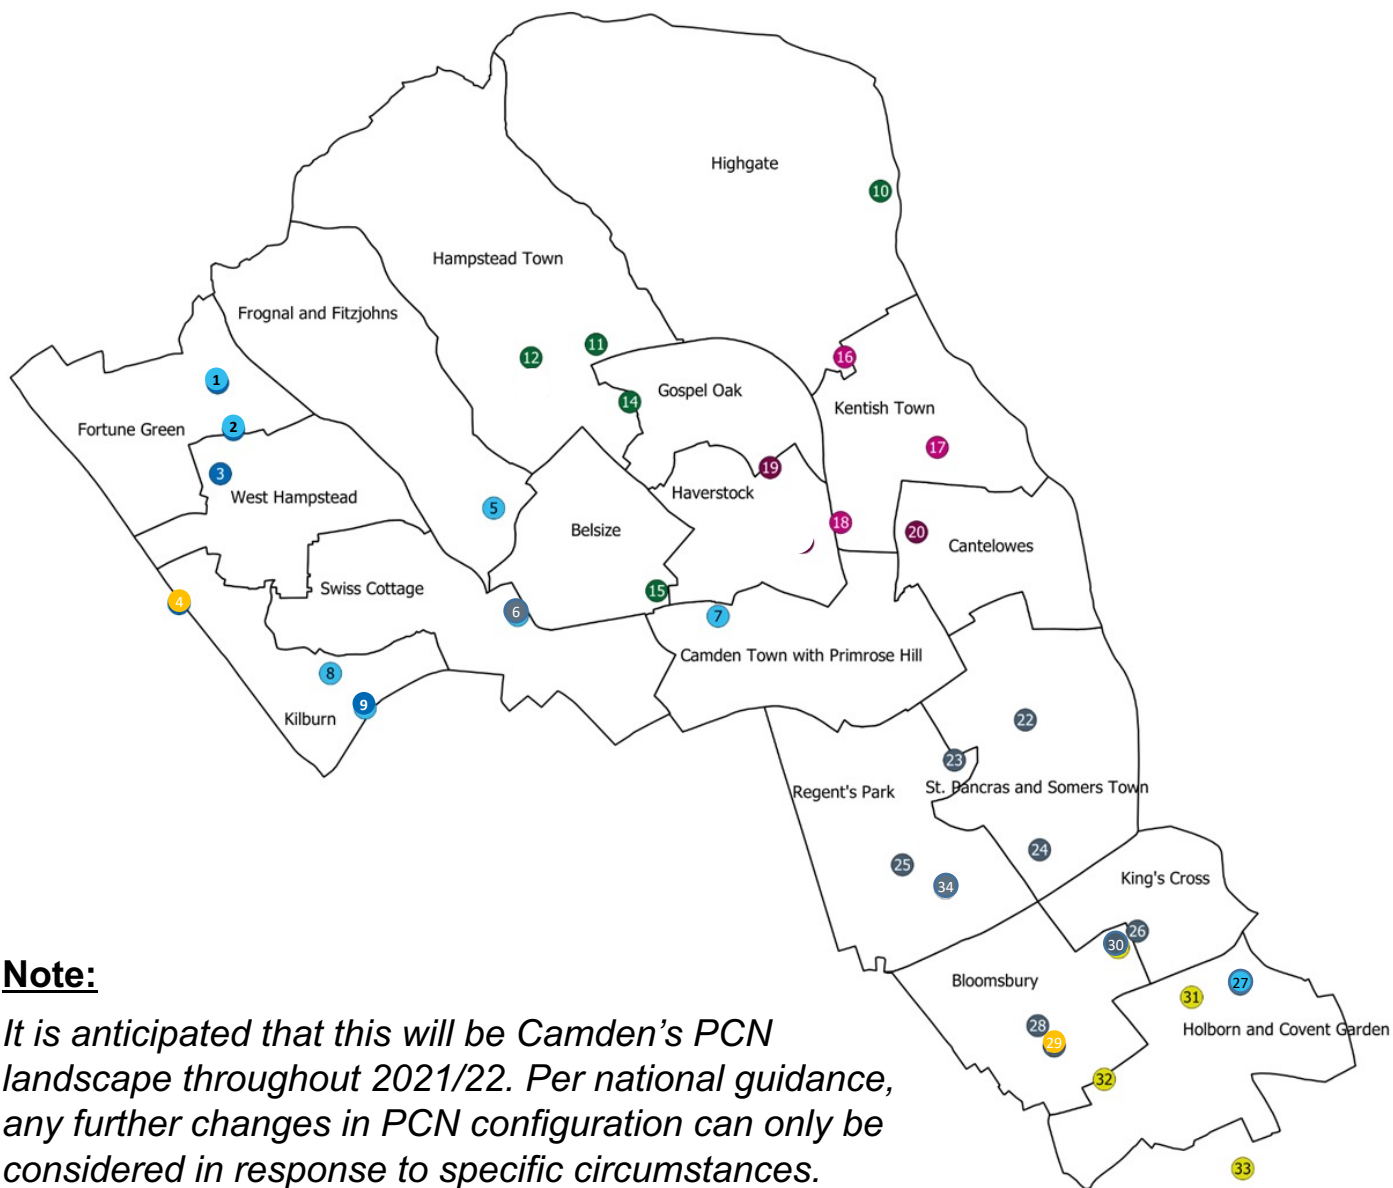 Highgate
10
Hampstead Town
Frognal and Fitzjohns
11
12
16
1
Gospel Oak
14
Kentish Town
Fortune Green
2
17
3
19
West Hampstead
Haverstock
5
18
Belsize
20
Cantelowes
Swiss Cottage
15
4
6
7
Camden Town with Primrose Hill
8
9
Kilburn
22
23
Regent's Park
St. Pancras and Somers Town
24
25
34
King's Cross
26
30
Bloomsbury
27
31
28
Holborn and Covent Garden
29
32
33
Note:
It is anticipated that this will be Camden’s PCN
landscape throughout 2021/22. Per national guidance,
any further changes in PCN configuration can only be
considered in response to specific circumstances.